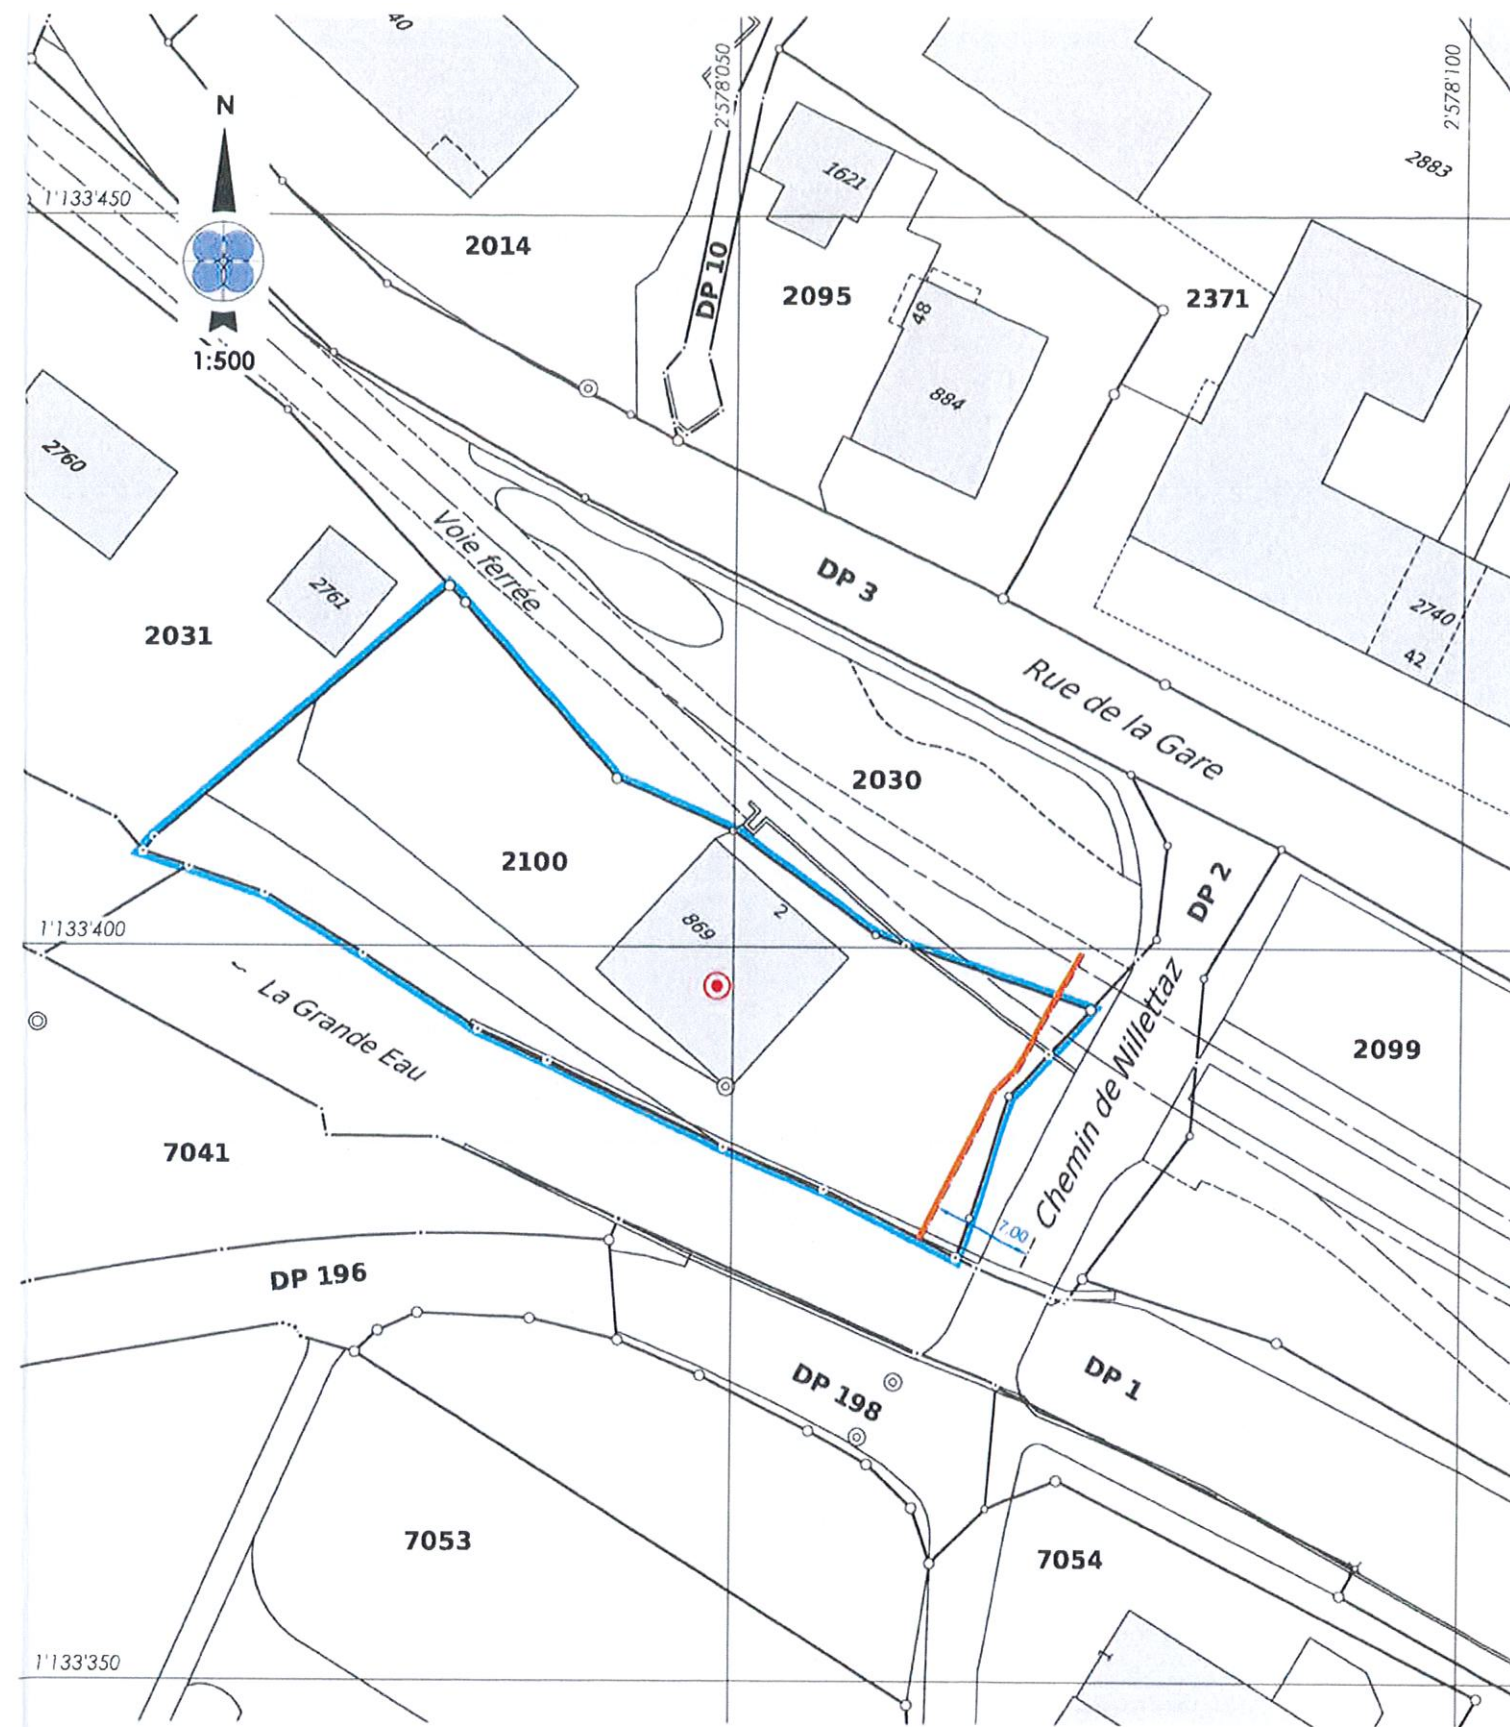 40
2'578'050
2'578'100
N
1'133'450
1:500
2014
DP 10
1621
2095
48
884
2371
2883
2760
2761
2031
Voie ferrée
DP 3
2740
42
Rue de la Gare
2030
2100
869
2
DP 2
1'133'400
La Grande Eau
Chemin de Nillettaz
2099
7041
7.00
DP 196
DP 198
DP 1
7053
7054
1
1'133'350